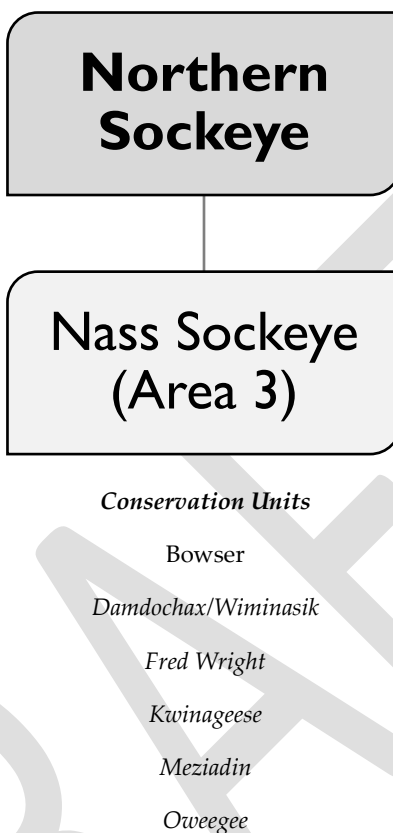 Northern
Sockeye
Nass Sockeye
(Area 3)
Conservation Units
Bowser
Damdochax/Wiminasik
Fred Wright
Kwinageese
Meziadin
Oweegee